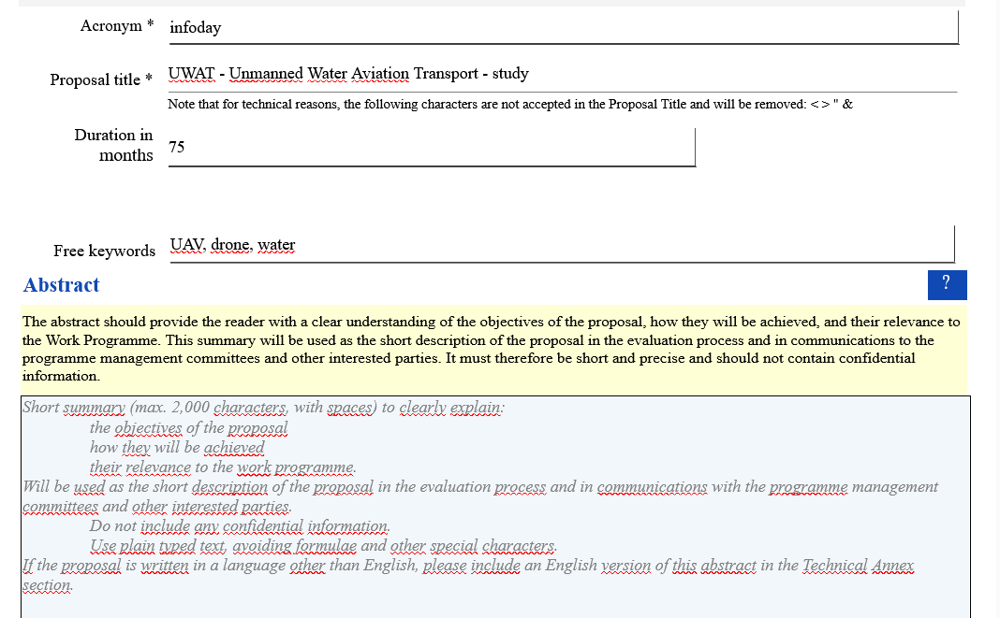 Acronym * infoday
Proposal title * UWAT - Unmanned Water Aviation Transport - study
Note that for technical reasons, the following characters are not accepted in the Proposal Title and will be removed: < > " &
Duration in
months 75
Free keywords UAV, drone, water
Abstract ?
The abstract should provide the reader with a clear understanding of the objectives of the proposal, how they will be achieved, and their relevance to
the Work Programme. This summary will be used as the short description of the proposal in the evaluation process and in communications to the
programme management committees and other interested parties. It must therefore be short and precise and should not contain confidential
information.
Short summary (max. 2,000 characters, with spaces) to clearly explain:
the objectives of the proposal
how they will be achieved
their relevance to the work programme.
Will be used as the short description of the proposal in the evaluation process and in communications with the programme management
committees and other interested parties.
Do not include any confidential information.
Use plain typed text, avoiding formulae and other special characters.
If the proposal is written in a language other than English, please include an English version of this abstract in the Technical Annex
section.